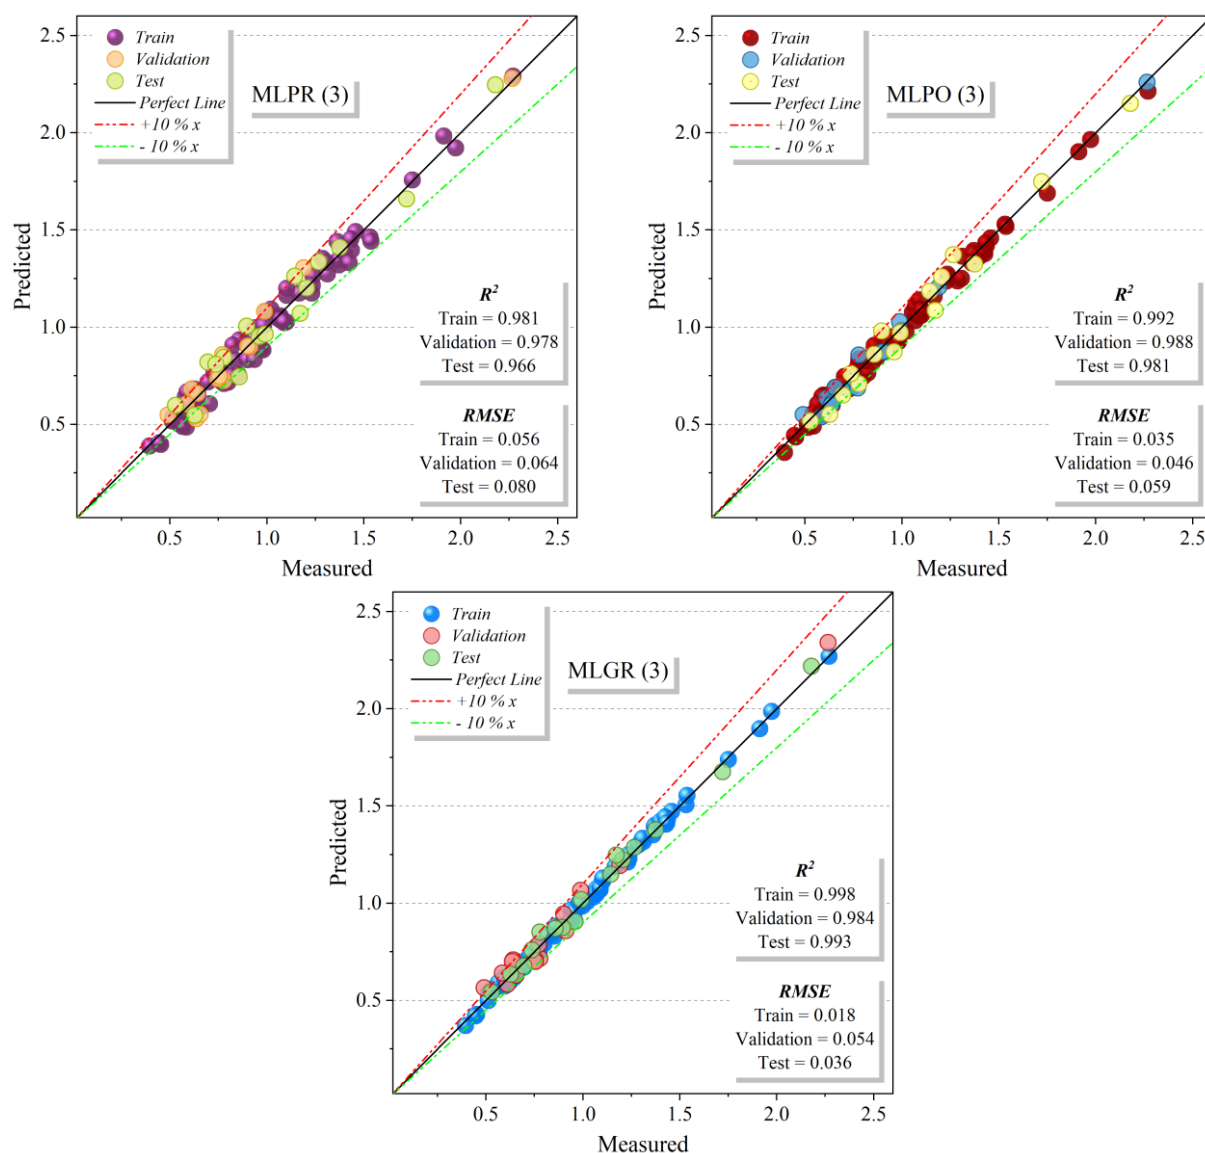 Train
Validation
Test
Perfect Line
+10 % x
- 10 % x
MLPR (3)
2.5
2.0
1.5
1.0
0.5
Predicted
R²
Train = 0.981
Validation = 0.978
Test = 0.966
RMSE
Train = 0.056
Validation = 0.064
Test = 0.080
0.5 1.0 1.5 2.0 2.5
Measured
Train
Validation
Test
Perfect Line
+10 % x
- 10 % x
MLPO (3)
2.5
2.0
1.5
1.0
0.5
Predicted
R²
Train = 0.992
Validation = 0.988
Test = 0.981
RMSE
Train = 0.035
Validation = 0.046
Test = 0.059
0.5 1.0 1.5 2.0 2.5
Measured
Train
Validation
Test
Perfect Line
+10 % x
- 10 % x
MLGR (3)
2.5
2.0
1.5
1.0
0.5
Predicted
R²
Train = 0.998
Validation = 0.984
Test = 0.993
RMSE
Train = 0.018
Validation = 0.054
Test = 0.036
0.5 1.0 1.5 2.0 2.5
Measured